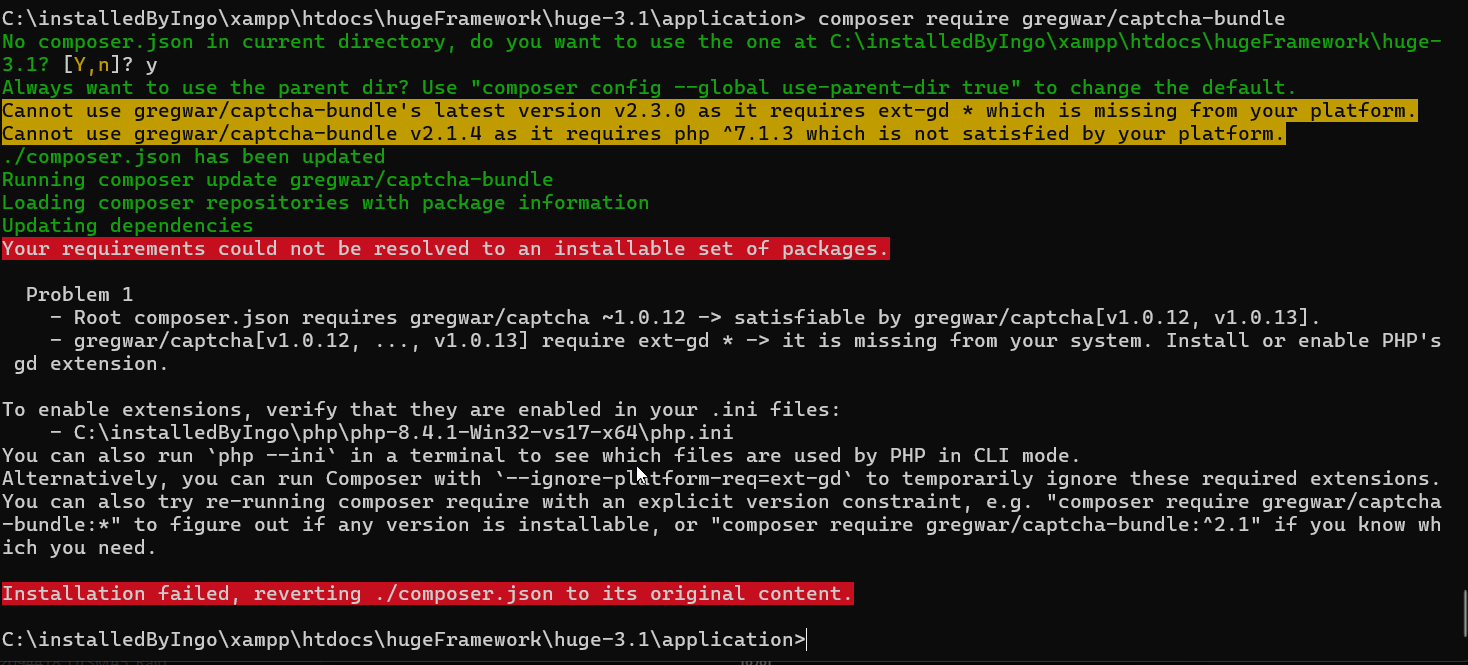 C:\installedByIngo\xampp\htdocs\hugeFramework\huge-3.1\application> composer require gregwar/captcha-bundle
No composer.json in current directory, do you want to use the one at C:\installedByIngo\xampp\htdocs\hugeFramework\huge-
3.1? [Y,n]? y
Always want to use the parent dir? Use "composer config --global use-parent-dir true" to change the default.
Cannot use gregwar/captcha-bundle's latest version v2.3.0 as it requires ext-gd * which is missing from your platform.
Cannot use gregwar/captcha-bundle v2.1.4 as it requires php ^7.1.3 which is not satisfied by your platform.
./composer.json has been updated
Running composer update gregwar/captcha-bundle
Loading composer repositories with package information
Updating dependencies
Your requirements could not be resolved to an installable set of packages.

  Problem 1
    - Root composer.json requires gregwar/captcha ~1.0.12 -> satisfiable by gregwar/captcha[v1.0.12, v1.0.13].
    - gregwar/captcha[v1.0.12, ..., v1.0.13] require ext-gd * -> it is missing from your system. Install or enable PHP's
 gd extension.

To enable extensions, verify that they are enabled in your .ini files:
    - C:\installedByIngo\php\php-8.4.1-Win32-vs17-x64\php.ini
You can also run `php --ini` in a terminal to see which files are used by PHP in CLI mode.
Alternatively, you can run Composer with `--ignore-platform-req=ext-gd` to temporarily ignore these required extensions.
You can also try re-running composer require with an explicit version constraint, e.g. "composer require gregwar/captcha
-bundle:*" to figure out if any version is installable, or "composer require gregwar/captcha-bundle:^2.1" if you know wh
ich you need.

Installation failed, reverting ./composer.json to its original content.

C:\installedByIngo\xampp\htdocs\hugeFramework\huge-3.1\application>